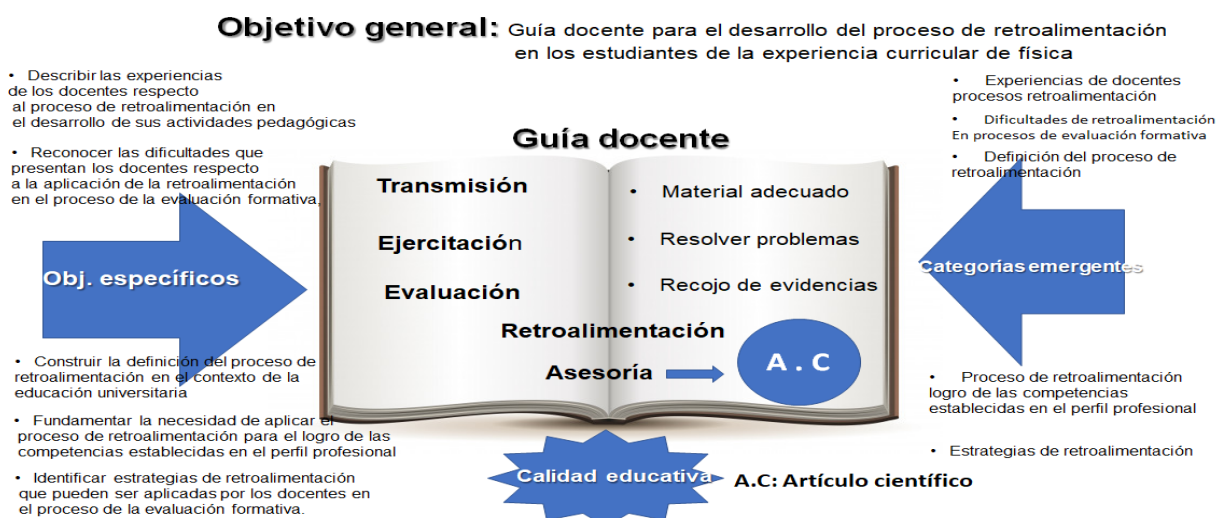 Objetivo general: Guía docente para el desarrollo del proceso de retroalimentación
en los estudiantes de la experiencia curricular de física
• Describir las experiencias
de los docentes respecto
al proceso de retroalimentación en
el desarrollo de sus actividades pedagógicas
• Reconocer las dificultades que
presentan los docentes respecto
a la aplicación de la retroalimentación
en el proceso de la evaluación formativa,
Obj. específicos
• Construir la definición del proceso de
retroalimentación en el contexto de la
educación universitaria
• Fundamentar la necesidad de aplicar el
proceso de retroalimentación para el logro de las
competencias establecidas en el perfil profesional
• Identificar estrategias de retroalimentación
que pueden ser aplicadas por los docentes en
el proceso de la evaluación formativa.
Guía docente
Transmisión
Ejercitación
Evaluación
• Material adecuado
• Resolver problemas
• Recojo de evidencias
Retroalimentación
Asesoría
A . C
Calidad educativa
A.C: Artículo científico
• Experiencias de docentes
procesos retroalimentación
• Dificultades de retroalimentación
En procesos de evaluación formativa
• Definición del proceso de
retroalimentación
Categorías emergentes
• Proceso de retroalimentación
logro de las competencias
establecidas en el perfil profesional
• Estrategias de retroalimentación